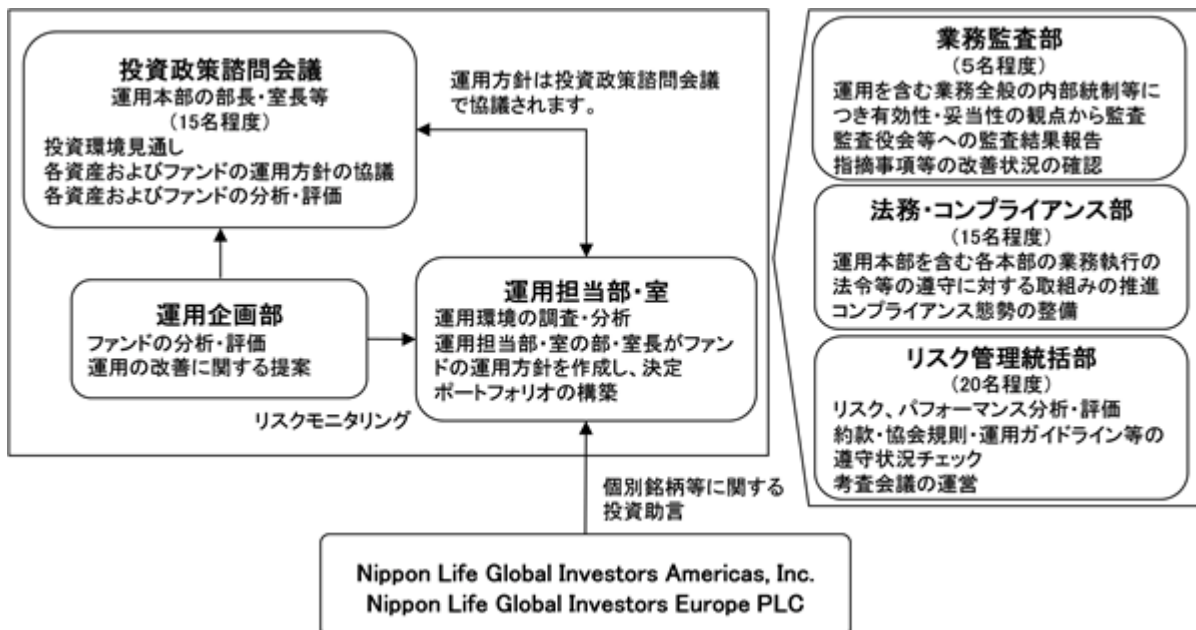 投資政策諮問会議
運用本部の部長・室長等
(15名程度)
投資環境見通し
各資産およびファンドの運用方針の協議
各資産およびファンドの分析・評価
運用方針は投資政策諮問会議
で協議されます。
運用企画部
ファンドの分析・評価
運用の改善に関する提案
リスクモニタリング
運用担当部・室
運用環境の調査・分析
運用担当部・室の部・室長がファン
ドの運用方針を作成し、決定
ポートフォリオの構築
個別銘柄等に関する
投資助言
Nippon Life Global Investors Americas, Inc.
Nippon Life Global Investors Europe PLC
業務監査部
(5名程度)
運用を含む業務全般の内部統制等に
つき有効性・妥当性の観点から監査
監査役会等への監査結果報告
指摘事項等の改善状況の確認
法務・コンプライアンス部
(15名程度)
運用本部を含む各本部の業務執行の
法令等の遵守に対する取組みの推進
コンプライアンス態勢の整備
リスク管理統括部
(20名程度)
リスク、パフォーマンス分析・評価
約款・協会規則・運用ガイドライン等の
遵守状況チェック
考査会議の運営